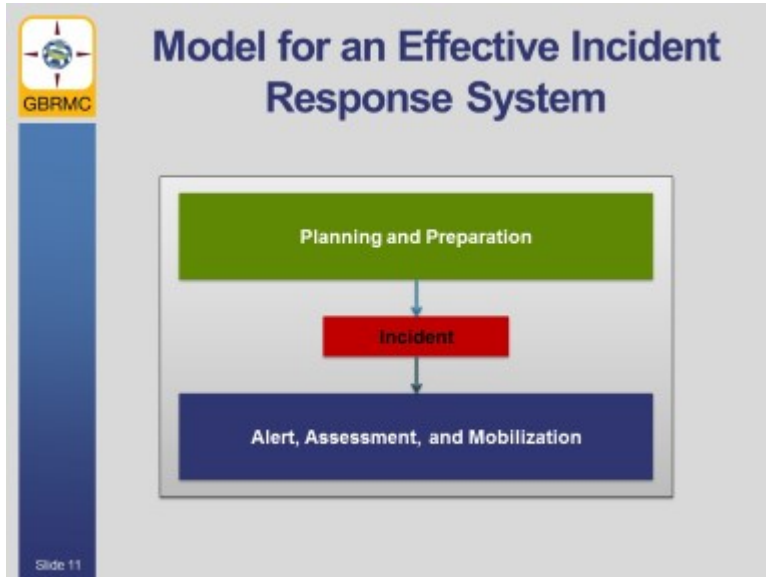 GBRMC
Model for an Effective Incident
Response System
Planning and Preparation
Incident
Alert, Assessment, and Mobilization
Slide 11